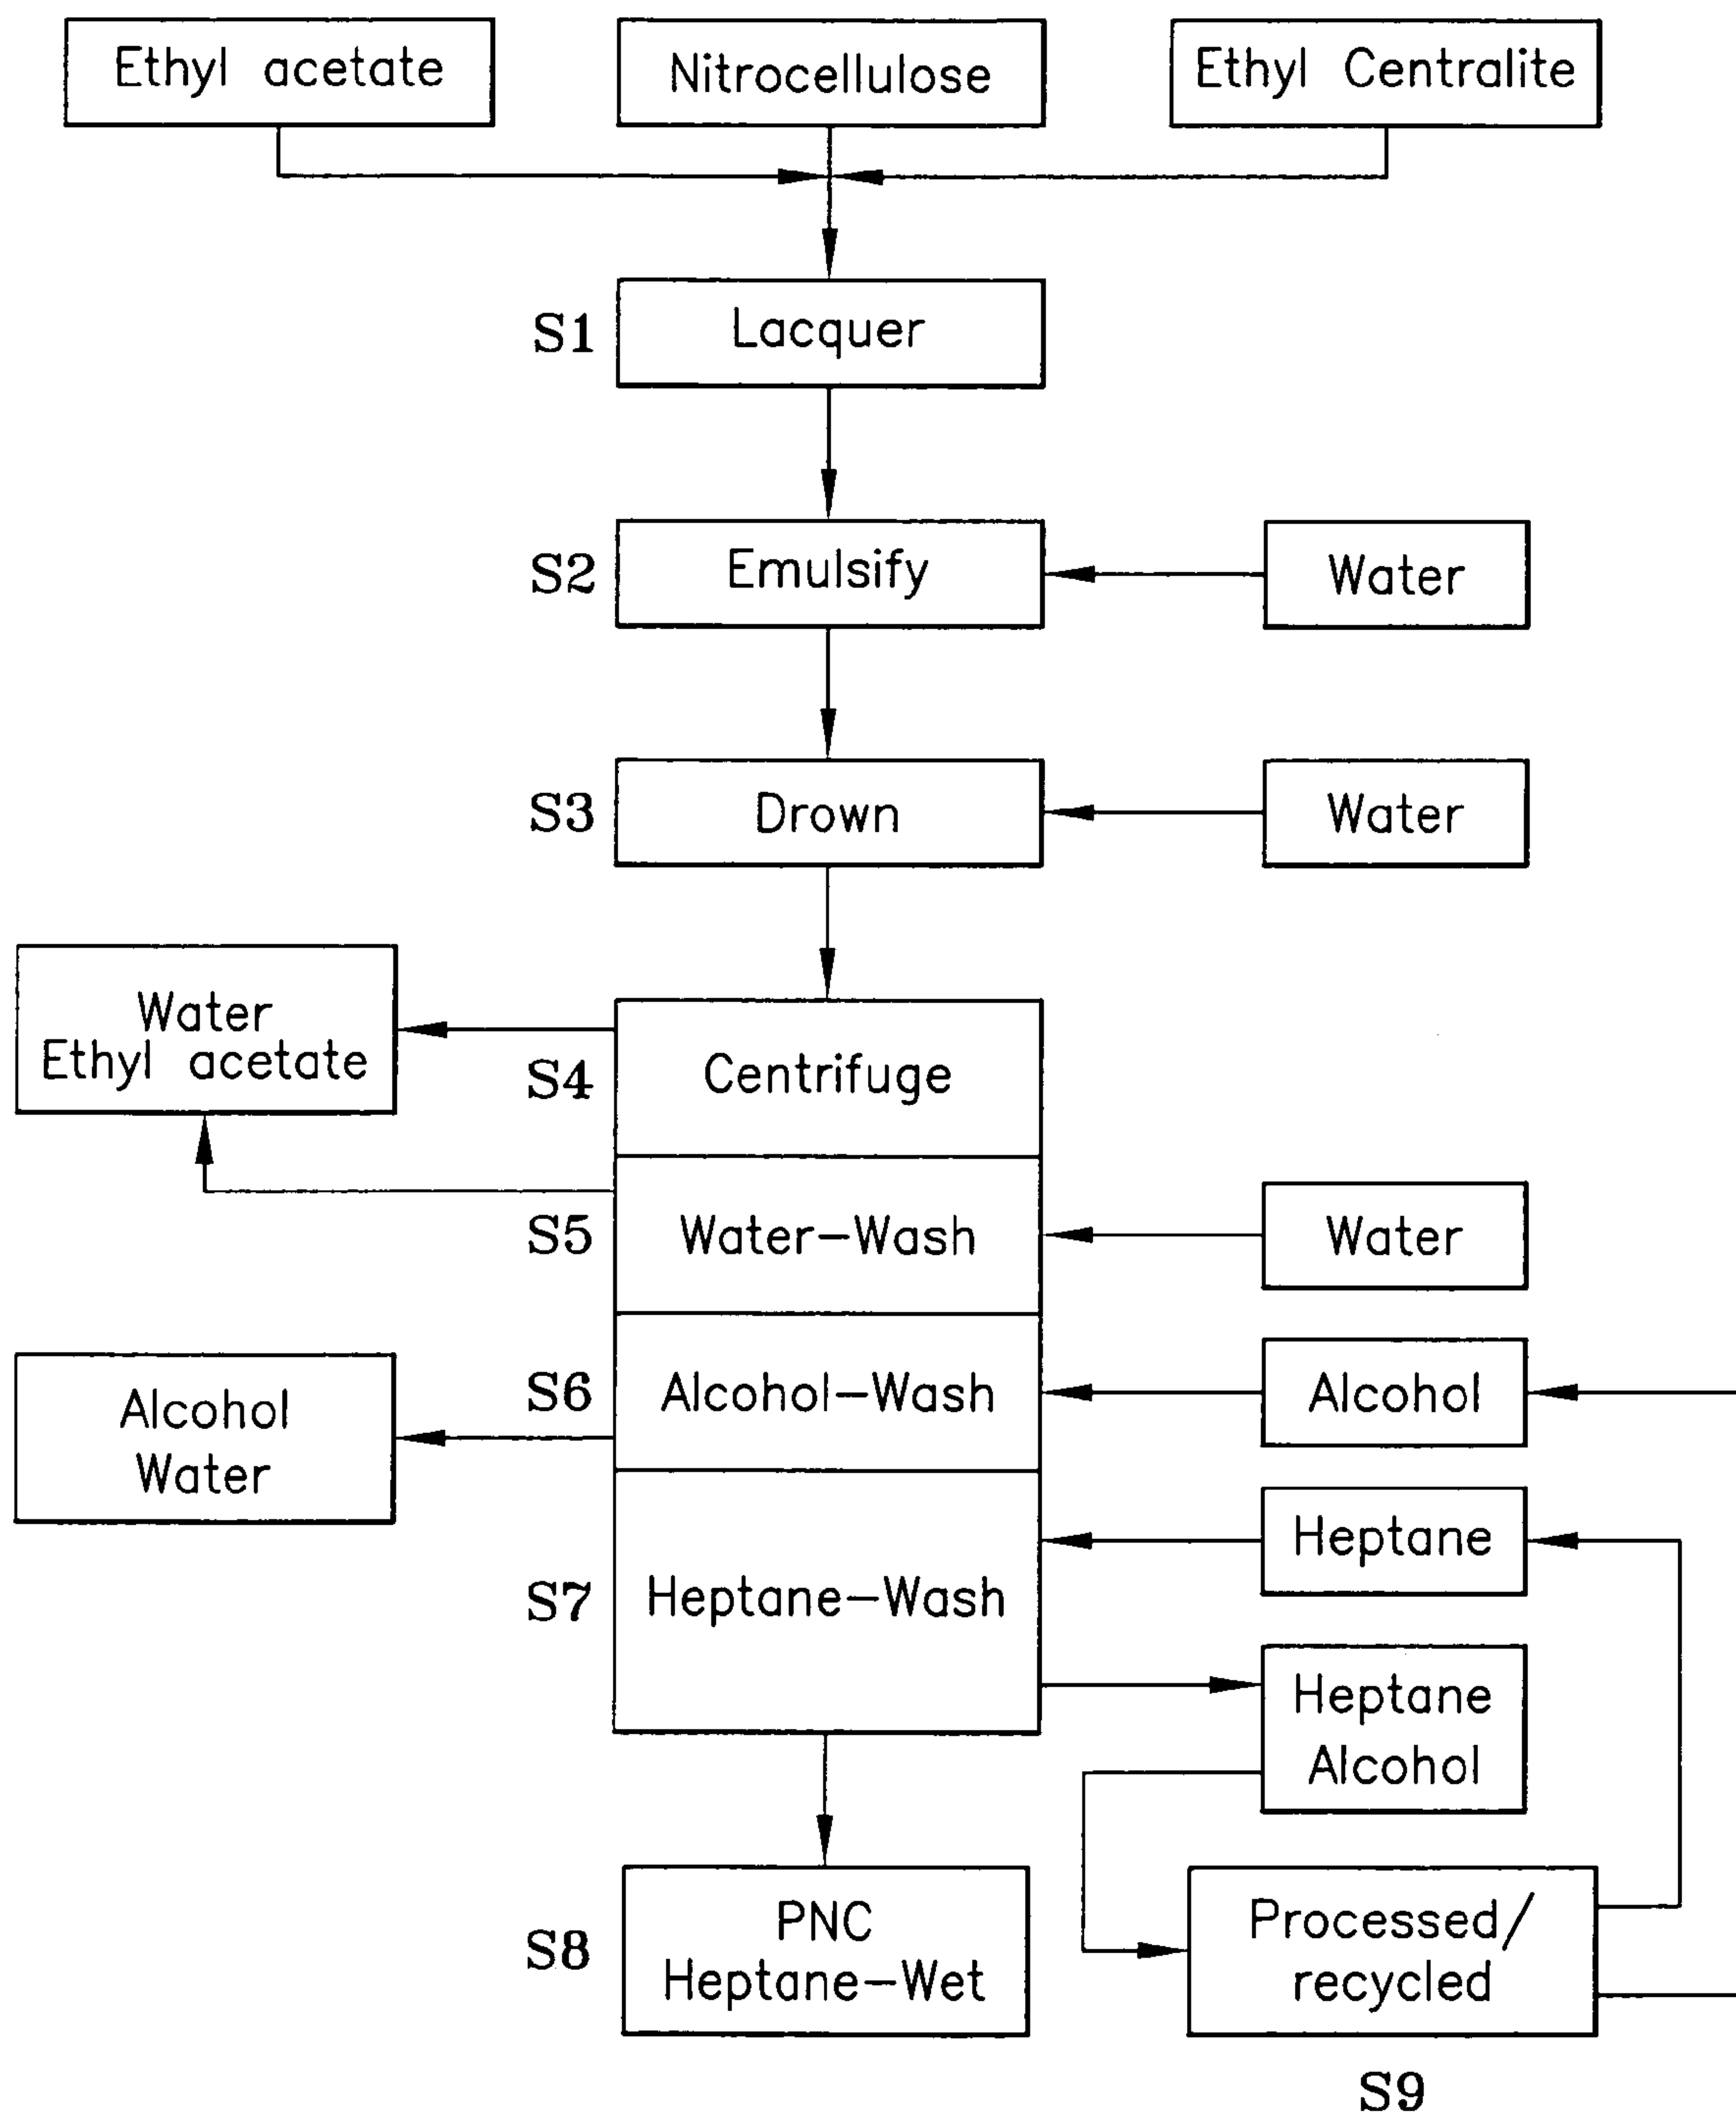 Ethyl acetate
Nitrocellulose
Ethyl Centralite
S1
Lacquer
S2
Emulsify
Water
S3
Drown
Water
Water
Ethyl acetate
S4
Centrifuge
S5
Water-Wash
Water
Alcohol
Water
S6
Alcohol-Wash
Alcohol
S7
Heptane-Wash
Heptane
Heptane
Alcohol
S8
PNC
Heptane-Wet
Processed/
recycled
S9